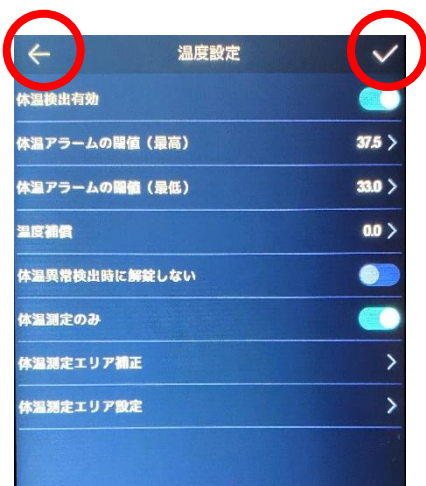 温度設定
体温検出有効
体温アラームの閾値（最高） 37.5
体温アラームの閾値（最低） 33.0
温度補償 0.0
体温異常検出時に解錠しない
体温測定のみ
体温測定エリア補正
体温測定エリア設定